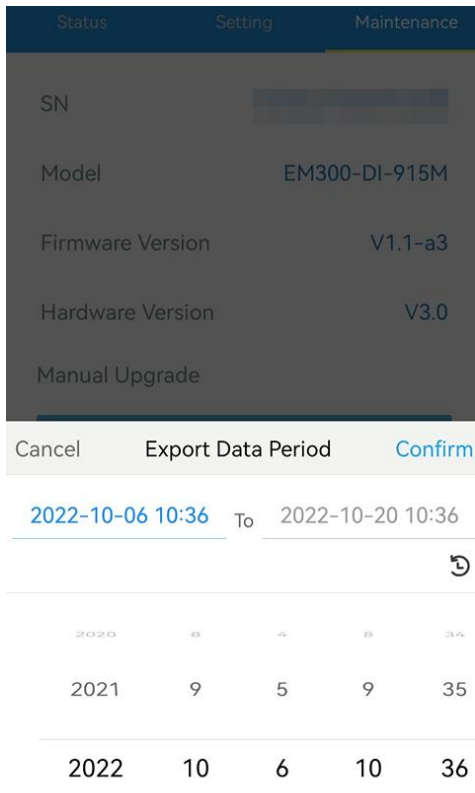 Status Setting Maintenance
SN
Model EM300-DI-915M
Firmware Version V1.1-a3
Hardware Version V3.0
Manual Upgrade
Cancel Export Data Period Confirm
2022-10-06 10:36 To 2022-10-20 10:36
2020 8 4 8 34
2021 9 5 9 35
2022 10 6 10 36